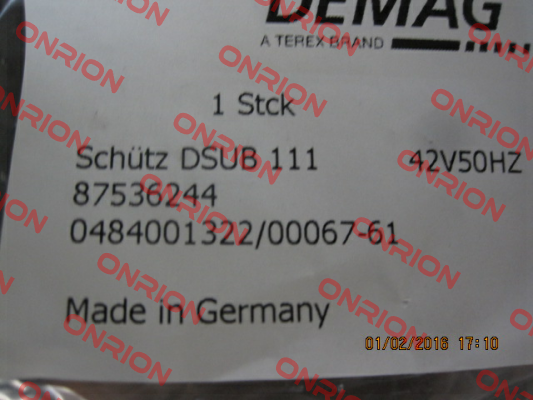 DEMAG
A TEREX BRAND
1 Stck
Schütz DSUB 111 42V50HZ
87536244
0484001322/00067-61
Made in Germany
01/02/2016 17:10
ONRION